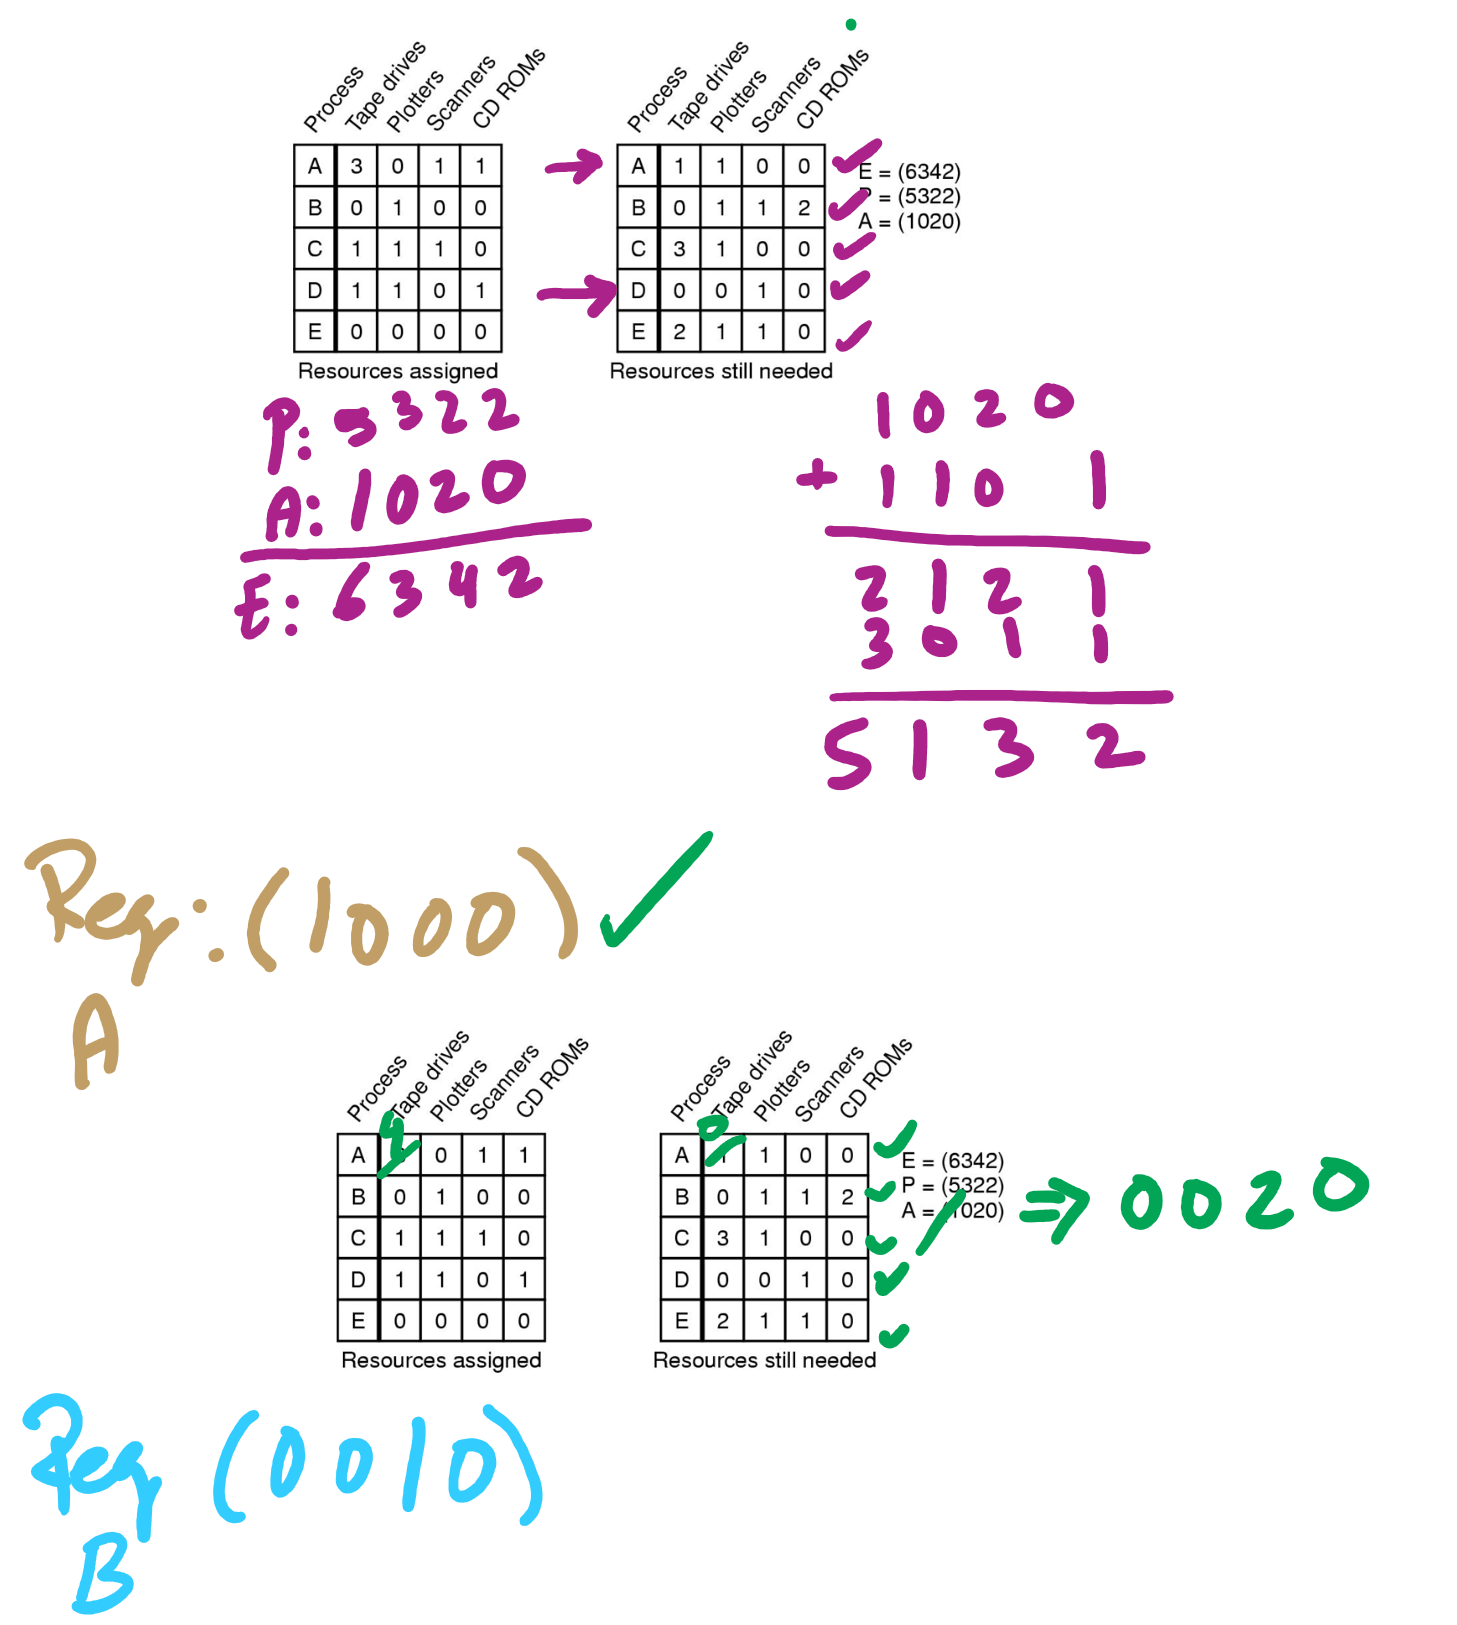 Process Tape drives Plotters Scanners CD ROMs
A 3 0 1 1
B 0 1 0 0
C 1 1 1 0
D 1 1 0 1
E 0 0 0 0
Resources assigned
Process Tape drives Plotters Scanners CD ROMs
A 1 1 0 0
B 0 1 1 2
C 3 1 0 0
D 0 0 1 0
E 2 1 1 0
Resources still needed
E = (6342)
P = (5322)
A = (1020)
P: 5322
A: 1020
E: 6342
1020
+ 1101
2121
3011
5132
Req: (1000)
A
Process Tape drives Plotters Scanners CD ROMs
A 4 0 1 1
B 0 1 0 0
C 1 1 1 0
D 1 1 0 1
E 0 0 0 0
Resources assigned
Process Tape drives Plotters Scanners CD ROMs
0
A 1 1 0 0
B 0 1 1 2
C 3 1 0 0
D 0 0 1 0
E 2 1 1 0
Resources still needed
E = (6342)
P = (5322)
A = (1020) ⇒ 0020
Req (0010)
B